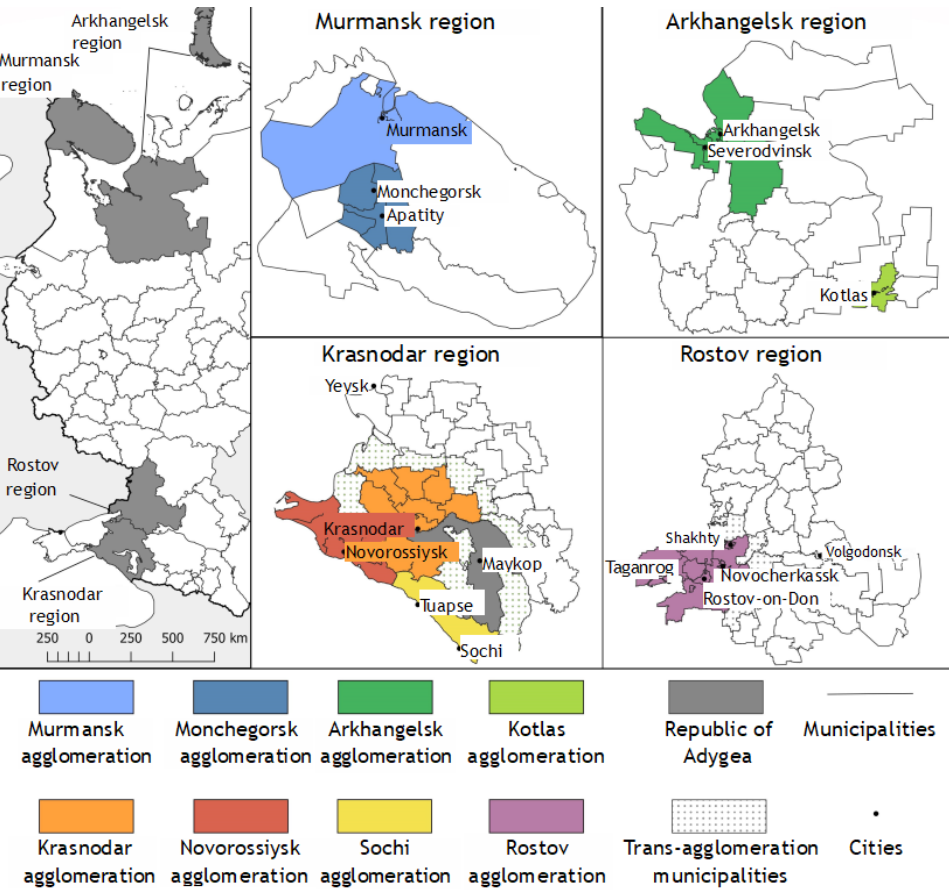 Arkhangelsk
region
Murmansk
region
Rostov
region
Krasnodar
region
250 0 250 500 750 km
Murmansk region
Murmansk
Monchegorsk
Apatity
Arkhangelsk region
Arkhangelsk
Severodvinsk
Kotlas
Krasnodar region
Yeysk
Krasnodar
Novorossiysk
Maykop
Tuapse
Sochi
Rostov region
Shakhty
Volgodonsk
Taganrog
Novocherkassk
Rostov-on-Don
Murmansk
agglomeration
Monchegorsk
agglomeration
Arkhangelsk
agglomeration
Kotlas
agglomeration
Republic of
Adygea
Municipalities
Krasnodar
agglomeration
Novorossiysk
agglomeration
Sochi
agglomeration
Rostov
agglomeration
Trans-agglomeration
municipalities
Cities